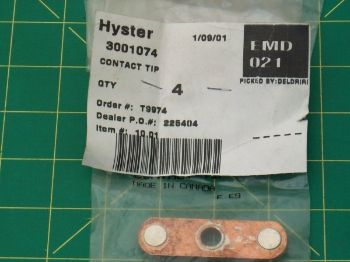 Hyster 1/09/01 EMD
3001074 021
CONTACT TIP PICKED BY:
QTY 4
Order #: T9974
Dealer P.O.#: 225404
Item #: 10.01
MADE IN CANADA